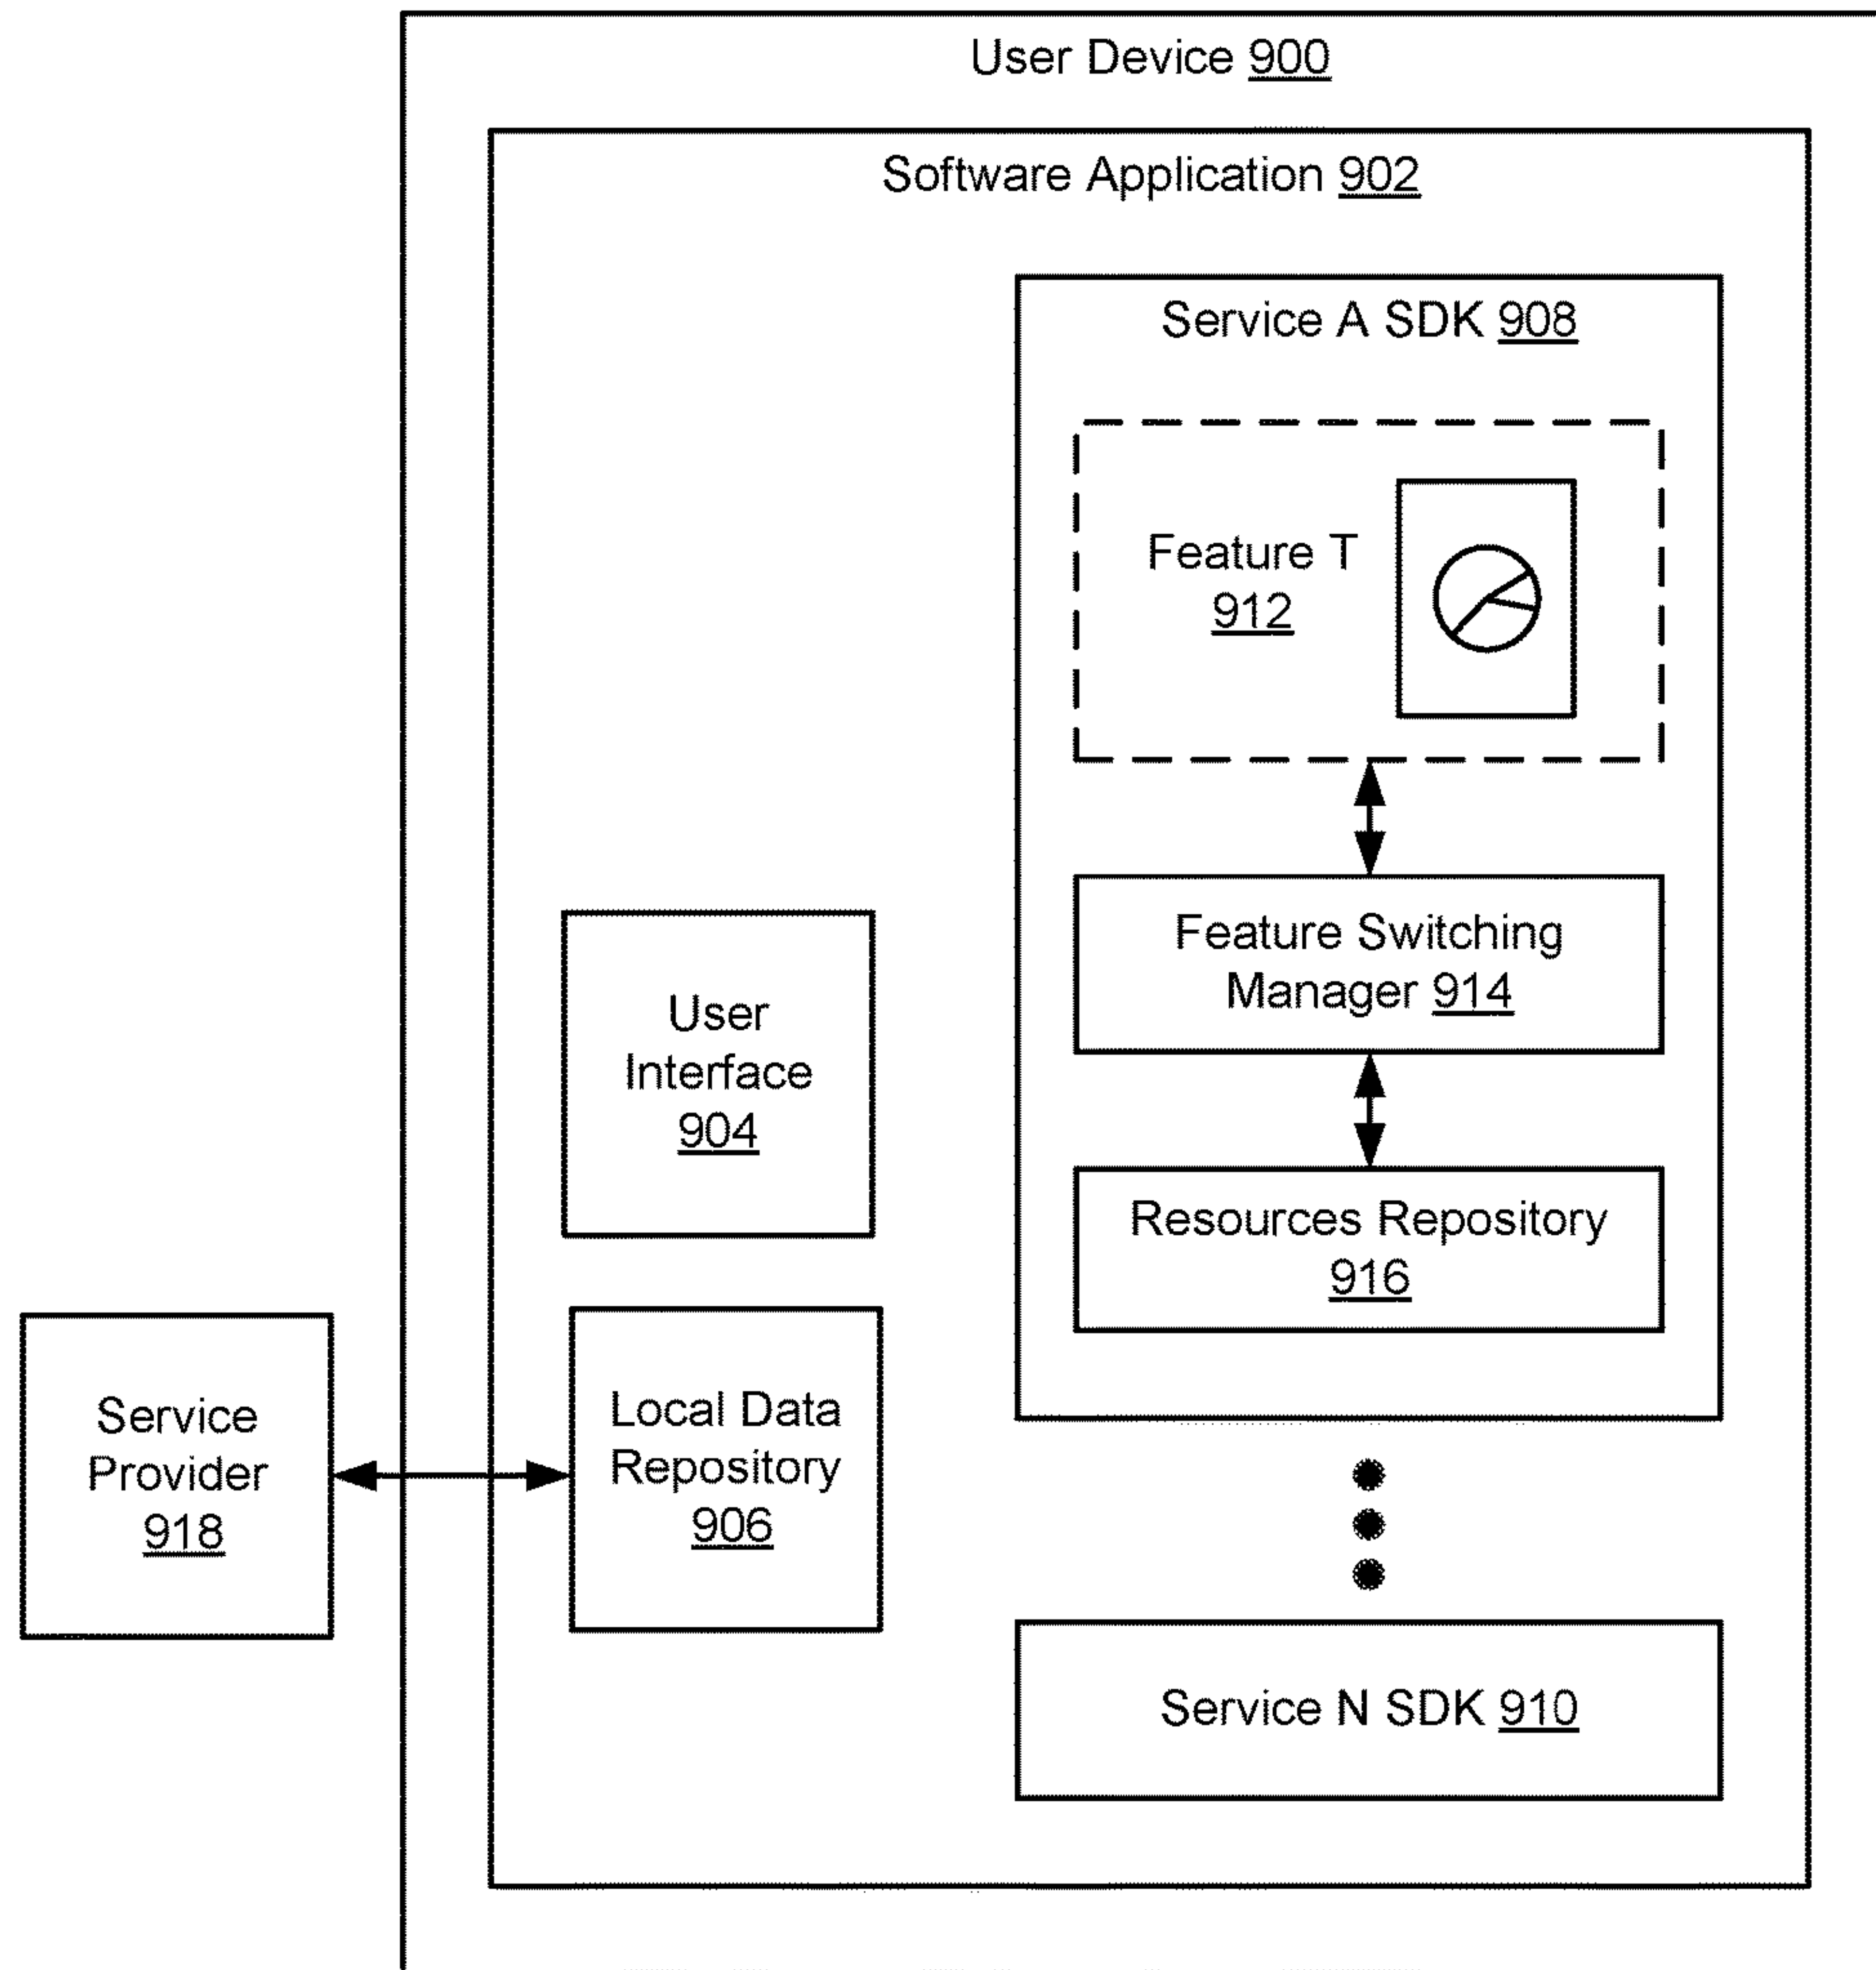 User Device 900
Software Application 902
Service A SDK 908
Feature T
912
Feature Switching
Manager 914
User
Interface
904
Resources Repository
916
Service
Provider
918
Local Data
Repository
906
Service N SDK 910